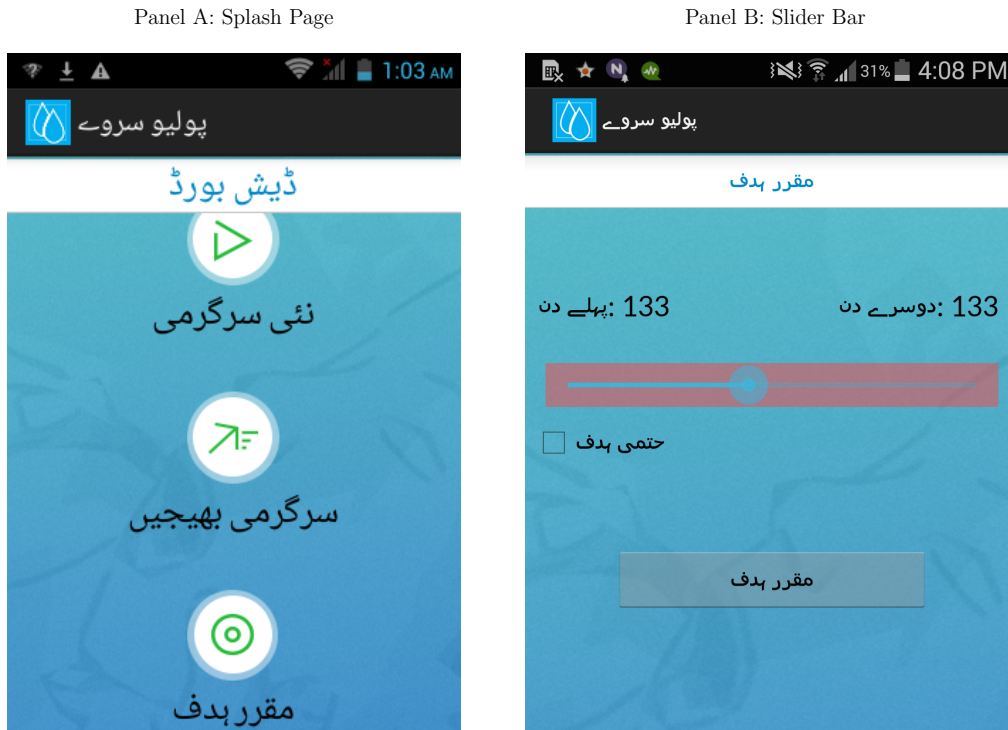 Panel A: Splash Page
1:03 AM
پولیو سروے
ڈیش بورڈ
نئی سرگرمی
سرگرمی بھیجیں
مقرر ہدف
Panel B: Slider Bar
31% 4:08 PM
پولیو سروے
مقرر ہدف
پہلے دن: 133
دوسرے دن: 133
حتمی ہدف
مقرر ہدف